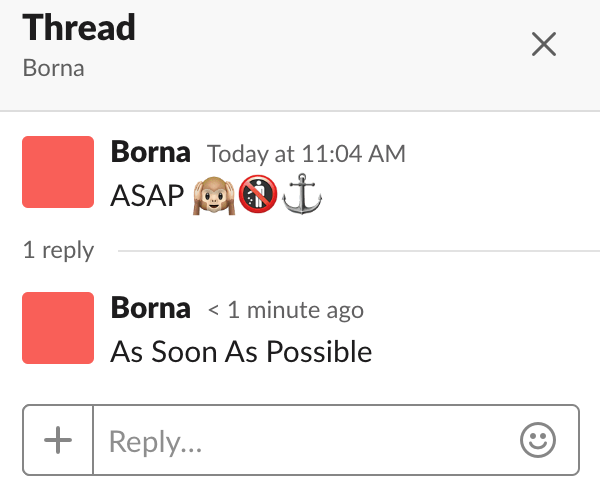 Thread
Borna
Borna Today at 11:04 AM
ASAP 🙉🚯⚓
1 reply
Borna < 1 minute ago
As Soon As Possible
Reply...